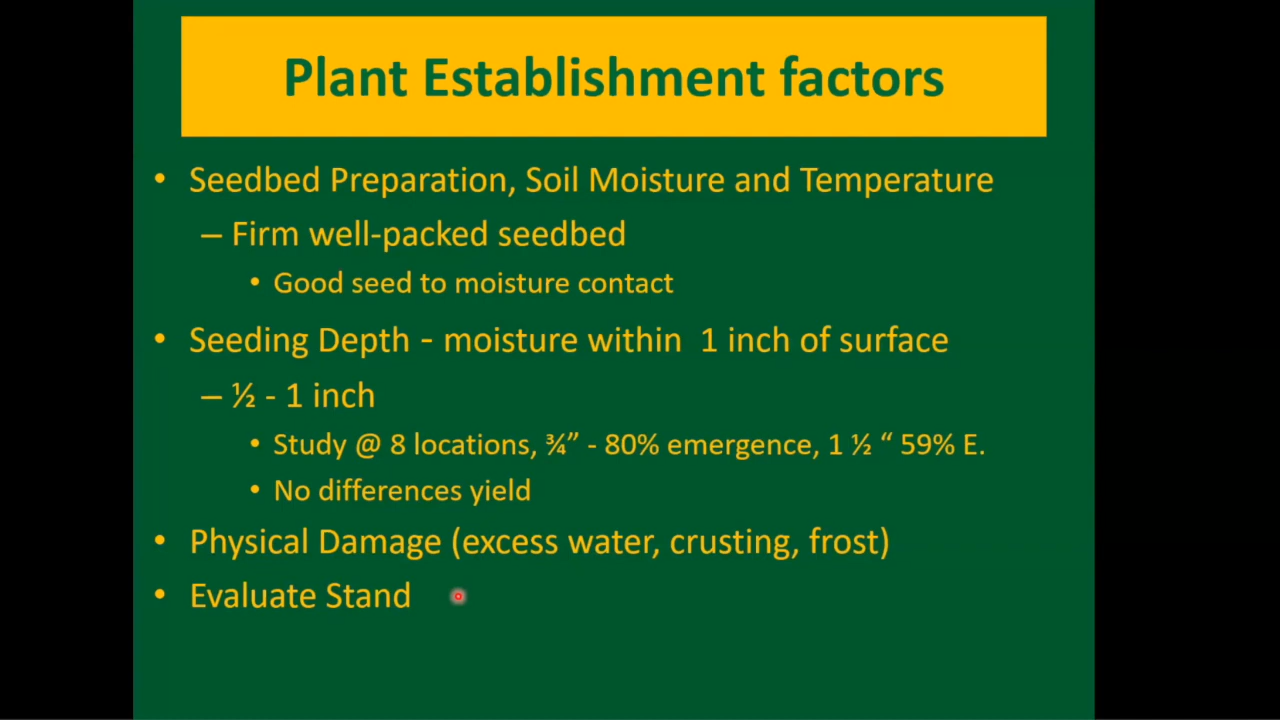 Plant Establishment factors
• Seedbed Preparation, Soil Moisture and Temperature
– Firm well-packed seedbed
• Good seed to moisture contact
• Seeding Depth - moisture within  1 inch of surface
– ½ - 1 inch
• Study @ 8 locations, ¾” - 80% emergence, 1 ½ “ 59% E.
• No differences yield
• Physical Damage (excess water, crusting, frost)
• Evaluate Stand